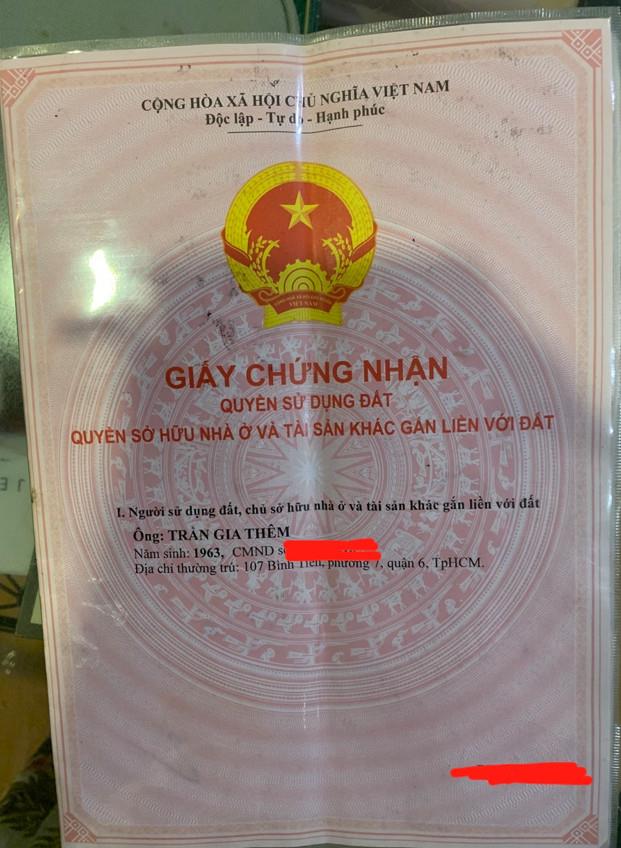 CỘNG HÒA XÃ HỘI CHỦ NGHĨA VIỆT NAM
Độc lập - Tự do - Hạnh phúc
VIỆT NAM
GIẤY CHỨNG NHẬN
QUYỀN SỬ DỤNG ĐẤT
QUYỀN SỞ HỮU NHÀ Ở VÀ TÀI SẢN KHÁC GẮN LIỀN VỚI ĐẤT
I. Người sử dụng đất, chủ sở hữu nhà ở và tài sản khác gắn liền với đất
Ông: TRẦN GIA THÊM
Năm sinh: 1963, CMND
Địa chỉ thường trú: 107 Bình Tiên, phường 7, quận 6, TpHCM.